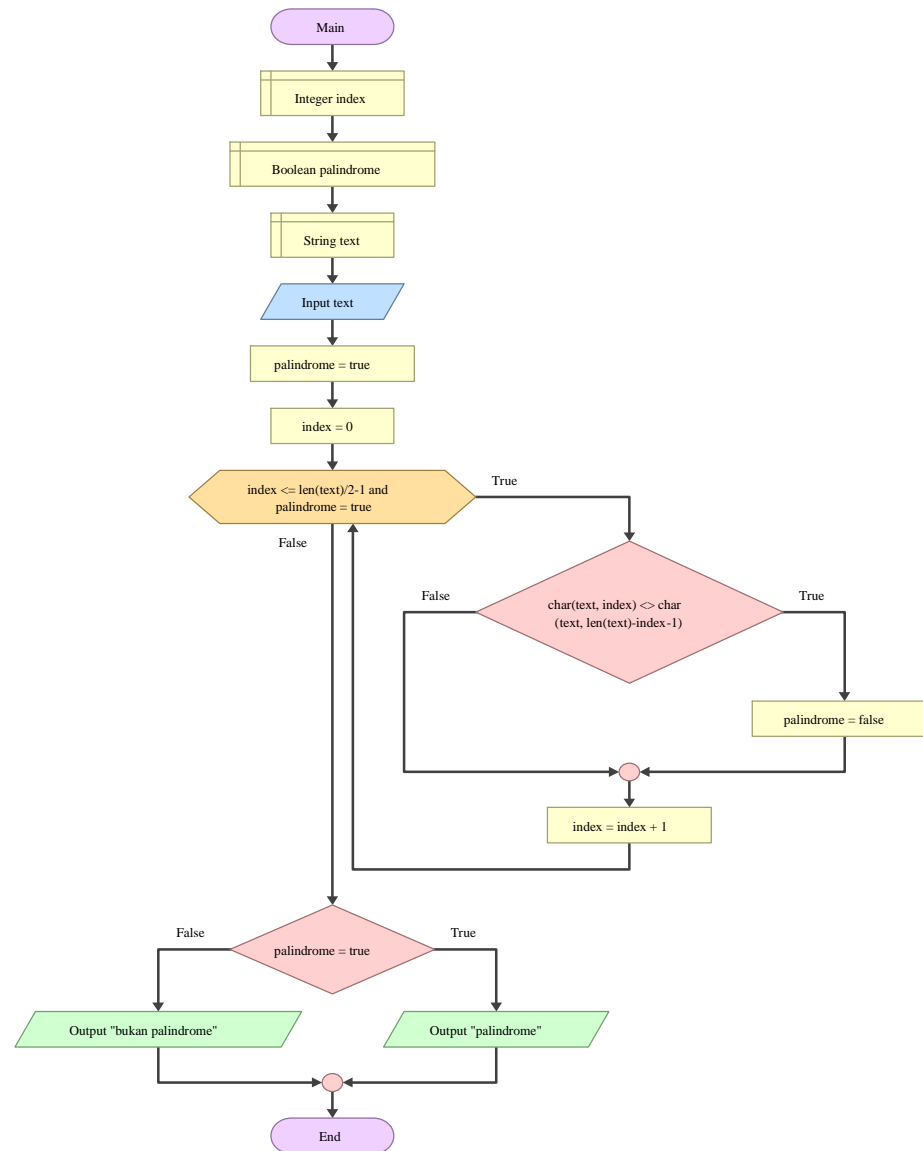 Main
Integer index
Boolean palindrome
String text
Input text
palindrome = true
index = 0
index <= len(text)/2-1 and
palindrome = true
True
False
char(text, index) <> char
(text, len(text)-index-1)
False
True
palindrome = false
index = index + 1
palindrome = true
False
True
Output "bukan palindrome"
Output "palindrome"
End